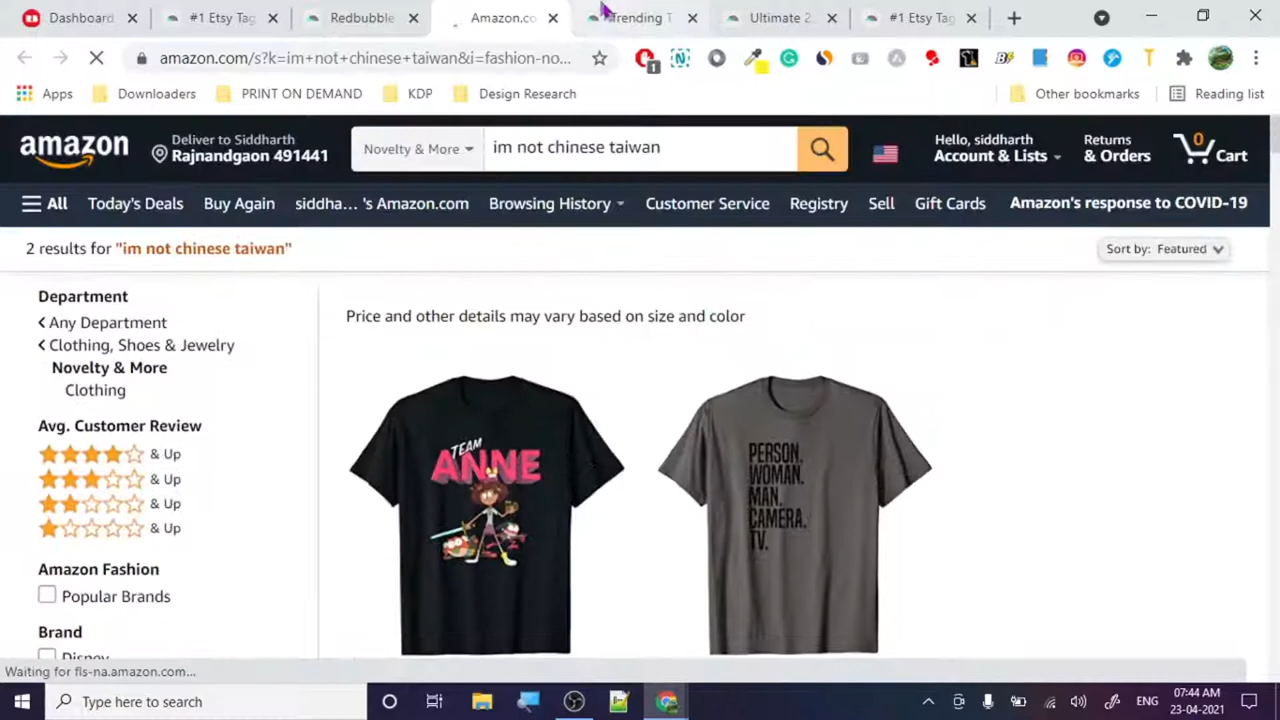 Dashboard
#1 Etsy Tag
Redbubble
Amazon.co
Trending T
Ultimate 2
#1 Etsy Tag
amazon.com/s?k=im+not+chinese+taiwan&i=fashion-no...
1
Apps
Downloaders
PRINT ON DEMAND
KDP
Design Research
Other bookmarks
Reading list
amazon
Deliver to Siddharth
Rajnandgaon 491441
Novelty & More
im not chinese taiwan
Hello, siddharth
Account & Lists
Returns
& Orders
0
Cart
All
Today's Deals
Buy Again
siddha... 's Amazon.com
Browsing History
Customer Service
Registry
Sell
Gift Cards
Amazon's response to COVID-19
2 results for "im not chinese taiwan"
Sort by: Featured
Department
Any Department
Clothing, Shoes & Jewelry
Novelty & More
Clothing
Avg. Customer Review
& Up
& Up
& Up
& Up
Amazon Fashion
Popular Brands
Brand
Disney
Price and other details may vary based on size and color
TEAM
ANNE
PERSON.
WOMAN.
MAN.
CAMERA.
TV.
Waiting for fls-na.amazon.com...
Type here to search
ENG
07:44 AM
23-04-2021